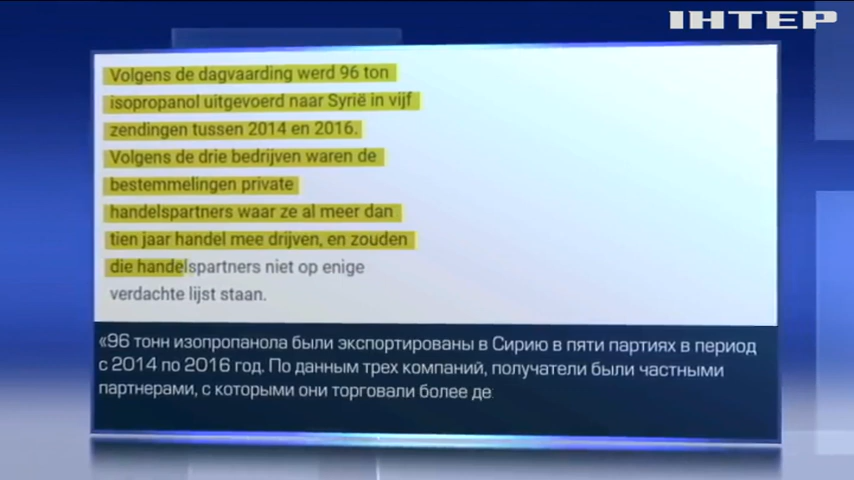 ІНТЕР
Volgens de dagvaarding werd 96 ton
isopropanol uitgevoerd naar Syrië in vijf
zendingen tussen 2014 en 2016.
Volgens de drie bedrijven waren de
bestemmelingen private
handelspartners waar ze al meer dan
tien jaar handel mee drijven, en zouden
die handelspartners niet op enige
verdachte lijst staan.
«96 тонн изопропанола были экспортированы в Сирию в пяти партиях в период
с 2014 по 2016 год. По данным трех компаний, получатели были частными
партнерами, с которыми они торговали более де